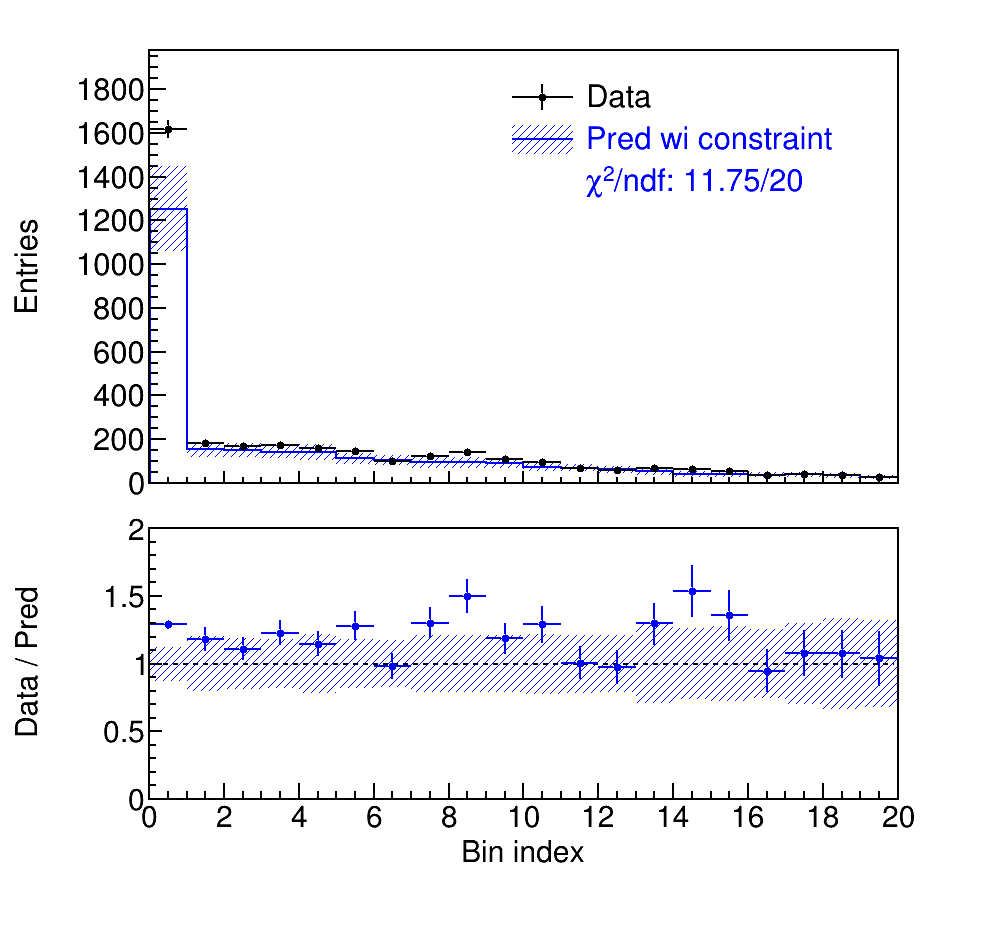 Entries
1800
1600
1400
1200
1000
800
600
400
200
0
Data
Pred wi constraint
χ²/ndf: 11.75/20
Data / Pred
2
1.5
1
0.5
0
0 2 4 6 8 10 12 14 16 18 20
Bin index